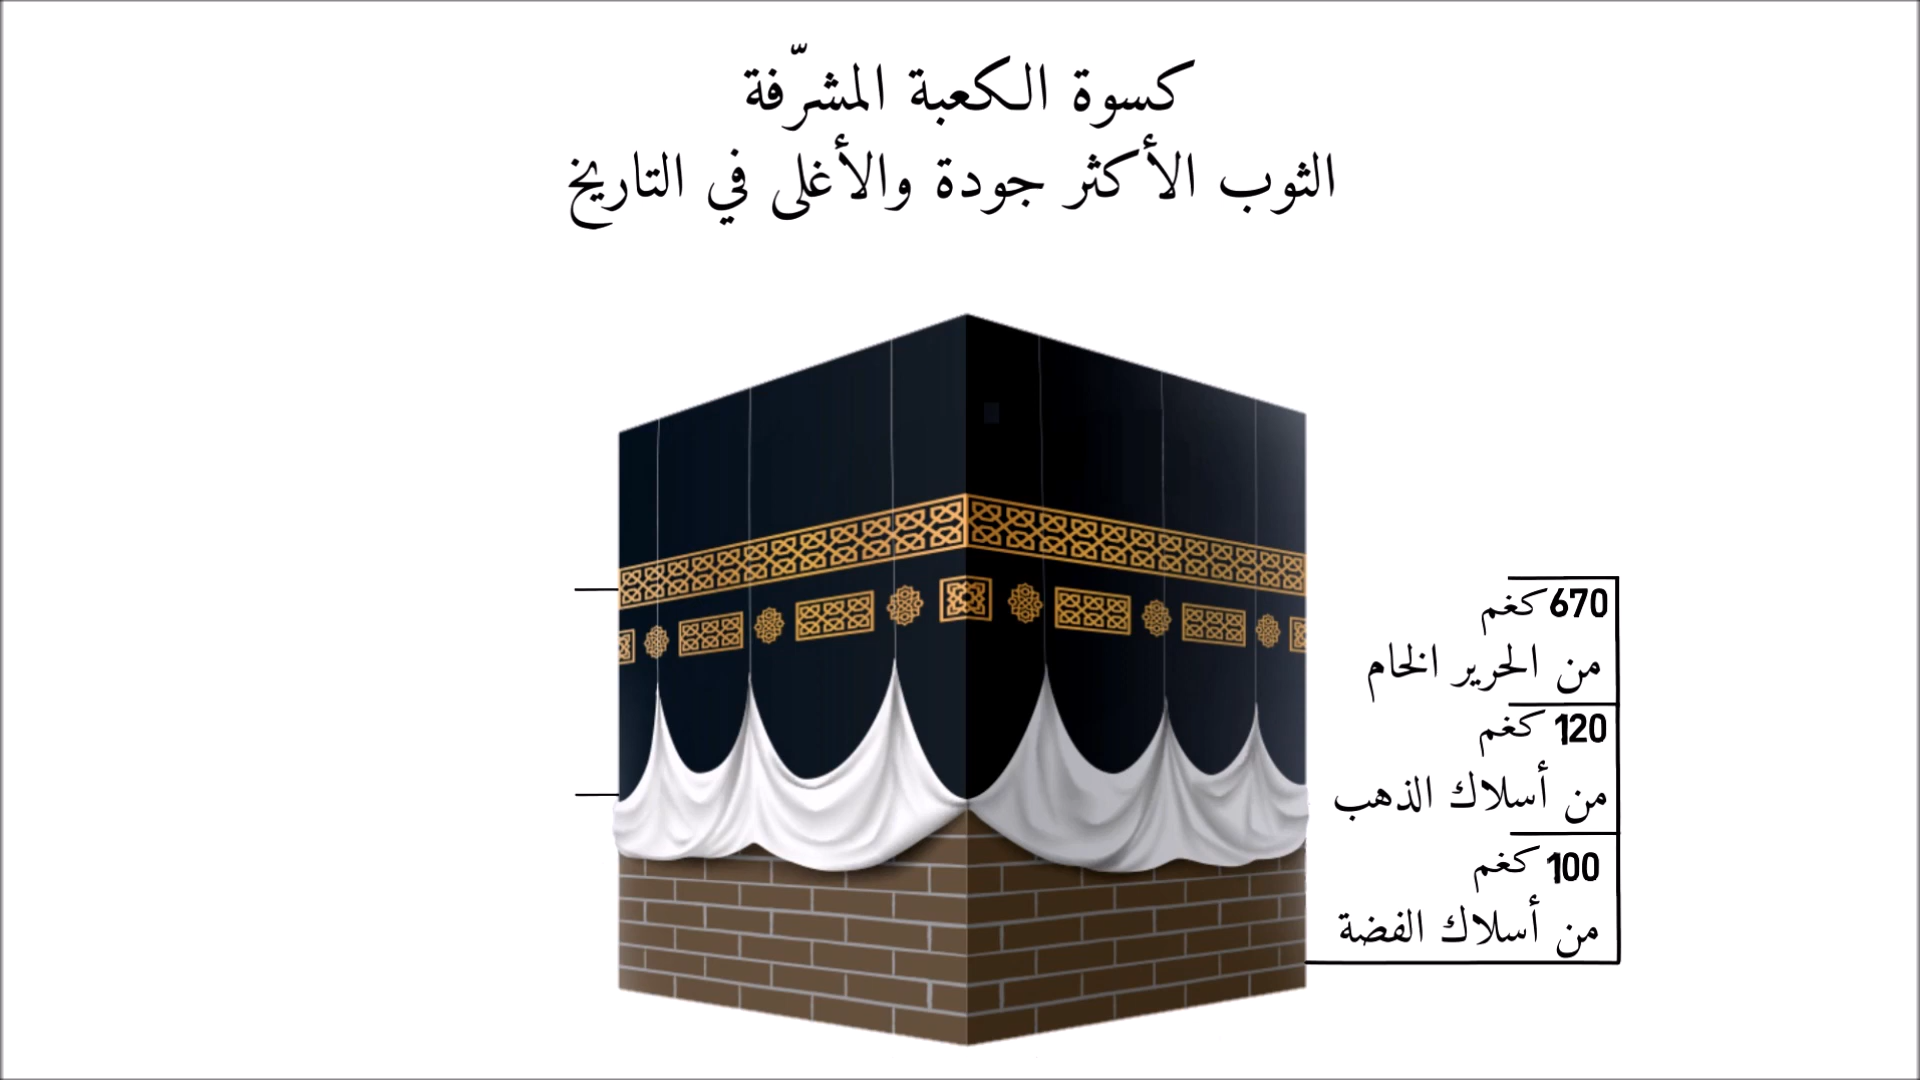 كسوة الكعبة المشرّفة
الثوب الأكثر جودة والأغلى في التاريخ
670 كغم
من الحرير الخام
120 كغم
من أسلاك الذهب
100 كغم
من أسلاك الفضة